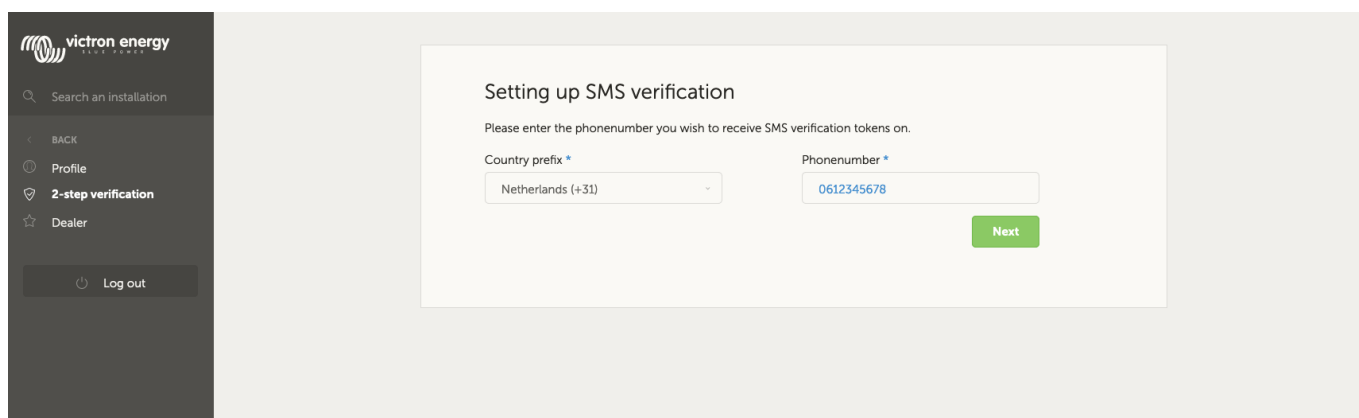 victron energy
BLUE POWER
Search an installation
BACK
Profile
2-step verification
Dealer
Log out
Setting up SMS verification
Please enter the phonenumber you wish to receive SMS verification tokens on.
Country prefix * Phonenumber *
Netherlands (+31) 0612345678
Next